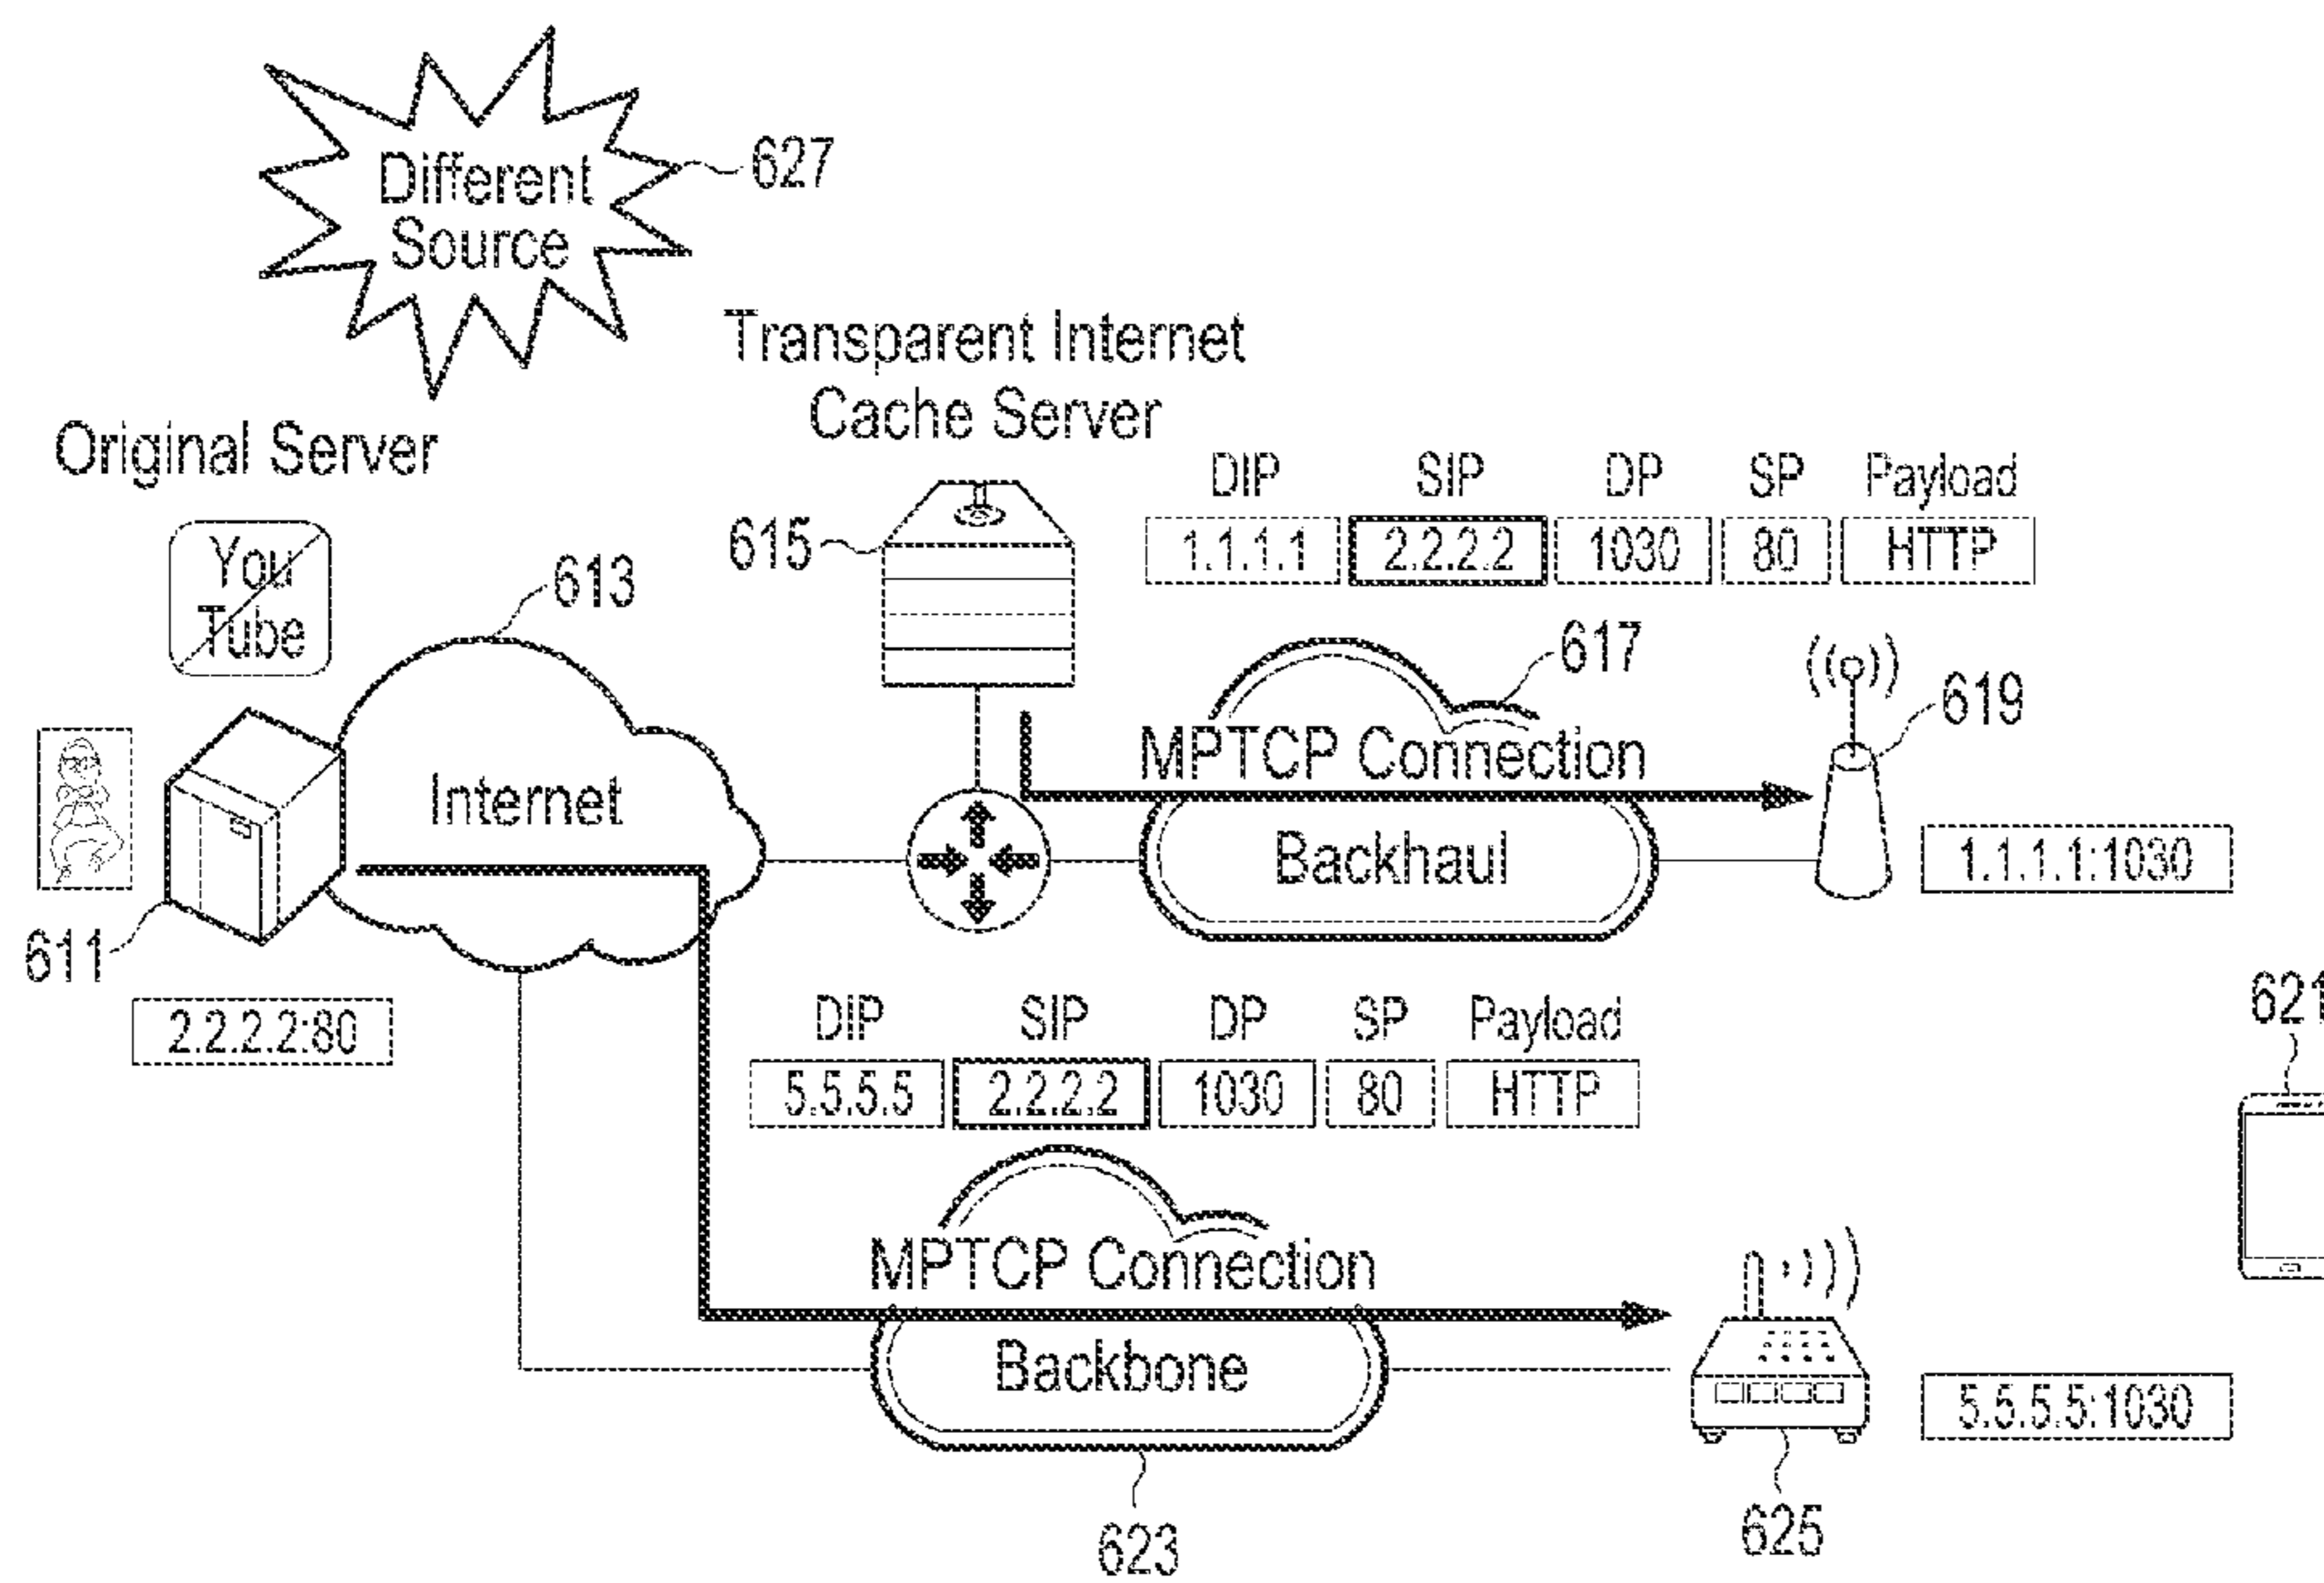 Different
Source
627
Transparent Internet
Cache Server
Original Server
You
Tube
613
615
DIP SIP DP SP Payload
1.1.1.1 2.2.2.2 1030 80 HTTP
617
619
MPTCP Connection
Internet
Backhaul
1.1.1.1:1030
611
2.2.2.2:80
621
DIP SIP DP SP Payload
5.5.5.5 2.2.2.2 1030 80 HTTP
MPTCP Connection
Backbone
5.5.5.5:1030
623
625